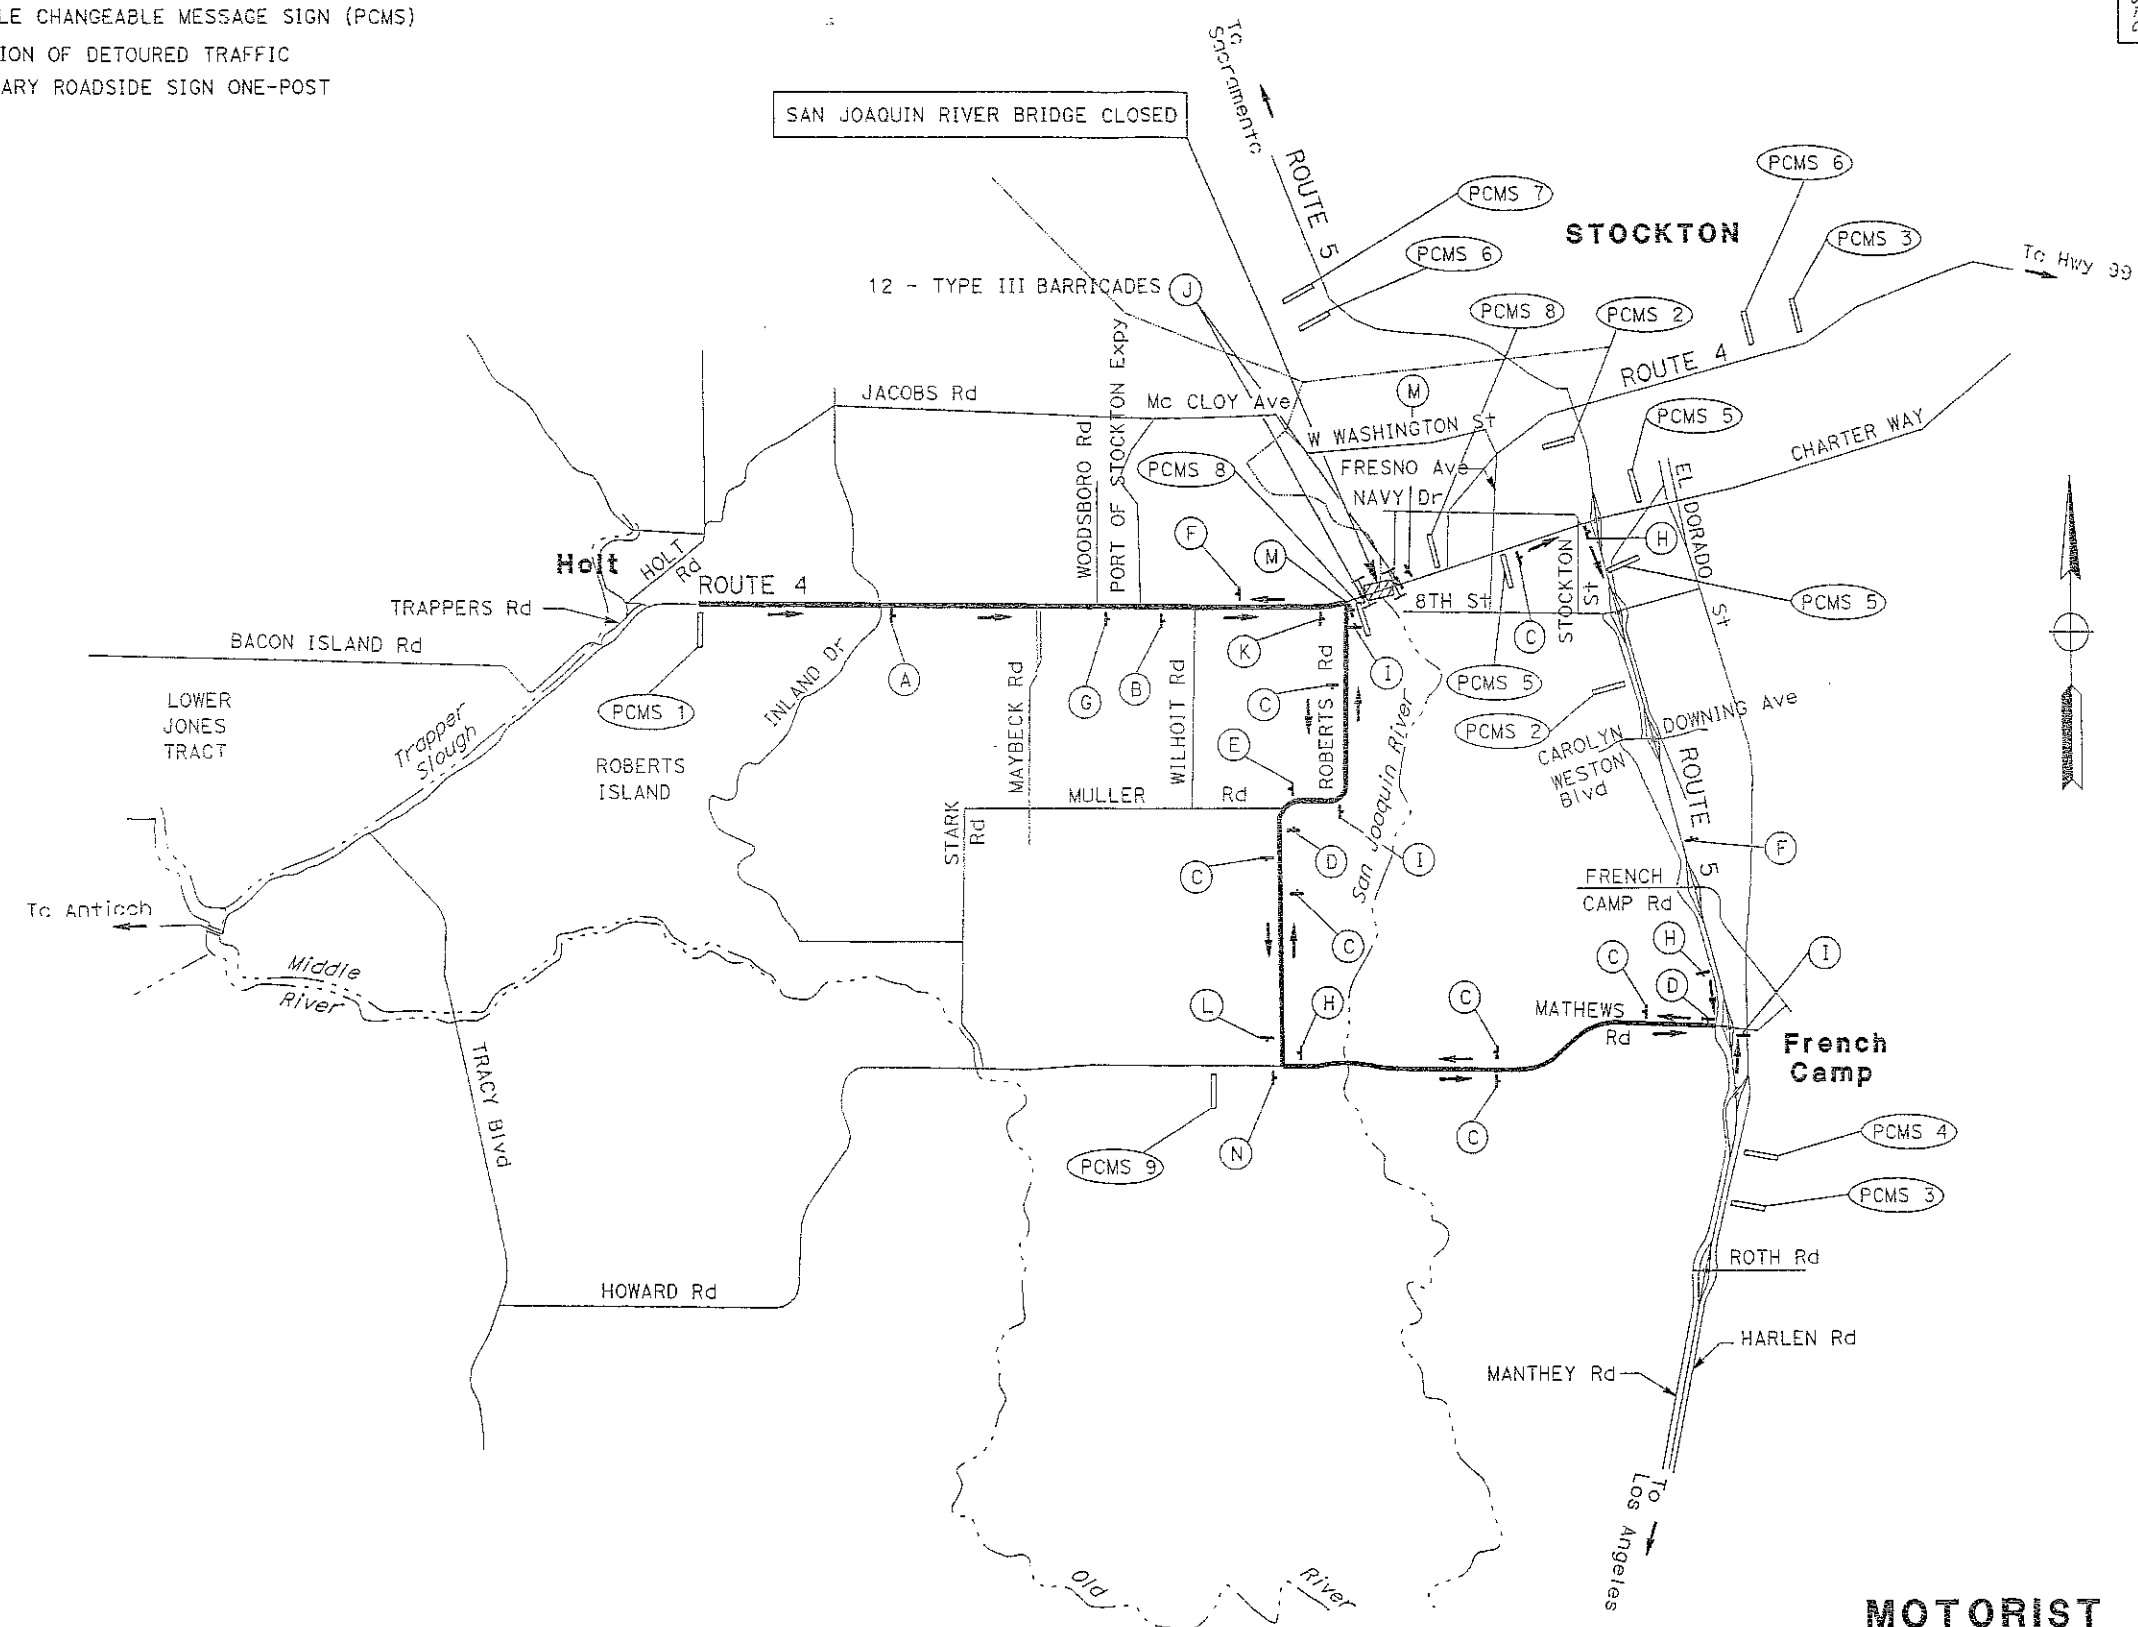 LE CHANGEABLE MESSAGE SIGN (PCMS)
ION OF DETOURED TRAFFIC
ARY ROADSIDE SIGN ONE-POST
To
Sacramento
SAN JOAQUIN RIVER BRIDGE CLOSED
ROUTE 5
PCMS 7
PCMS 6
STOCKTON
PCMS 3
PCMS 6
To Hwy 99
12 - TYPE III BARRICADES
J
PCMS 8
PCMS 2
ROUTE 4
JACOBS Rd
Mc CLOY Ave
M
W WASHINGTON St
PCMS 5
CHARTER WAY
WOODSBORO Rd
PORT OF STOCKTON Expy
PCMS 8
FRESNO Ave
NAVY Dr
EL DORADO St
Holt
HOLT
Rd
ROUTE 4
F
M
H
TRAPPERS Rd
8TH St
STOCKTON
St
PCMS 5
BACON ISLAND Rd
C
LOWER
JONES
TRACT
Trapper
Slough
PCMS 1
INLAND Dr
A
MAYBECK Rd
G
B
WILHOIT Rd
K
C
ROBERTS Rd
I
PCMS 5
San Joaquin River
PCMS 2
DOWNING Ave
CAROLYN
WESTON
Blvd
ROUTE 5
ROBERTS
ISLAND
E
MULLER Rd
STARK
Rd
D
I
C
F
FRENCH
CAMP Rd
To Antioch
C
H
C
D
I
Middle
River
L
H
C
MATHEWS
Rd
French
Camp
TRACY Blvd
N
C
PCMS 9
PCMS 4
PCMS 3
ROTH Rd
HOWARD Rd
HARLEN Rd
MANTHEY Rd
To
Los Angeles
Old
River
MOTORIST